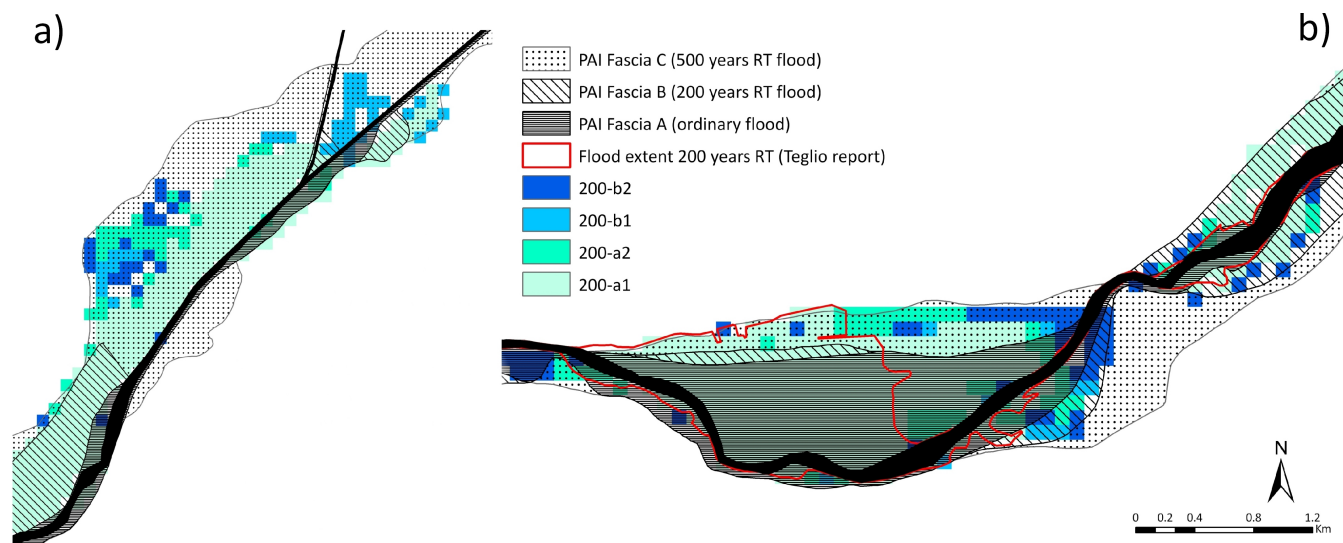 a)
b)
PAI Fascia C (500 years RT flood)
PAI Fascia B (200 years RT flood)
PAI Fascia A (ordinary flood)
Flood extent 200 years RT (Teglio report)
200-b2
200-b1
200-a2
200-a1
N
0 0.2 0.4 0.8 1.2
Km